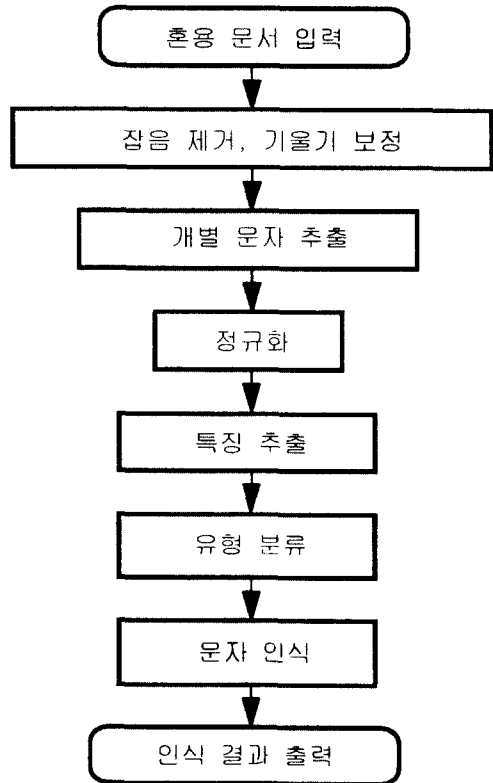 혼용 문서 입력
잡음 제거, 기울기 보정
개별 문자 추출
정규화
특징 추출
유형 분류
문자 인식
인식 결과 출력